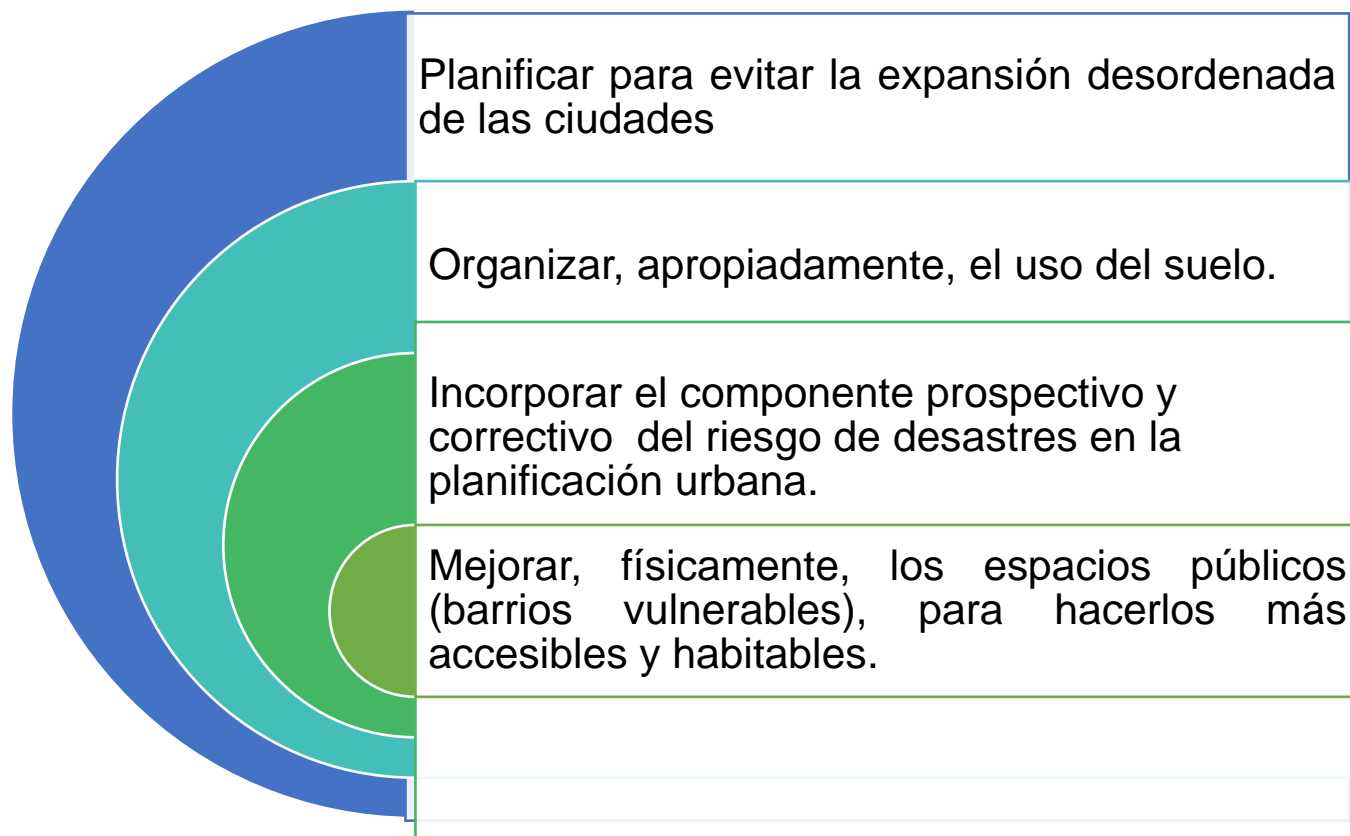 Planificar para evitar la expansión desordenada
de las ciudades
Organizar, apropiadamente, el uso del suelo.
Incorporar el componente prospectivo y
correctivo  del riesgo de desastres en la
planificación urbana.
Mejorar, físicamente, los espacios públicos
(barrios vulnerables), para hacerlos más
accesibles y habitables.